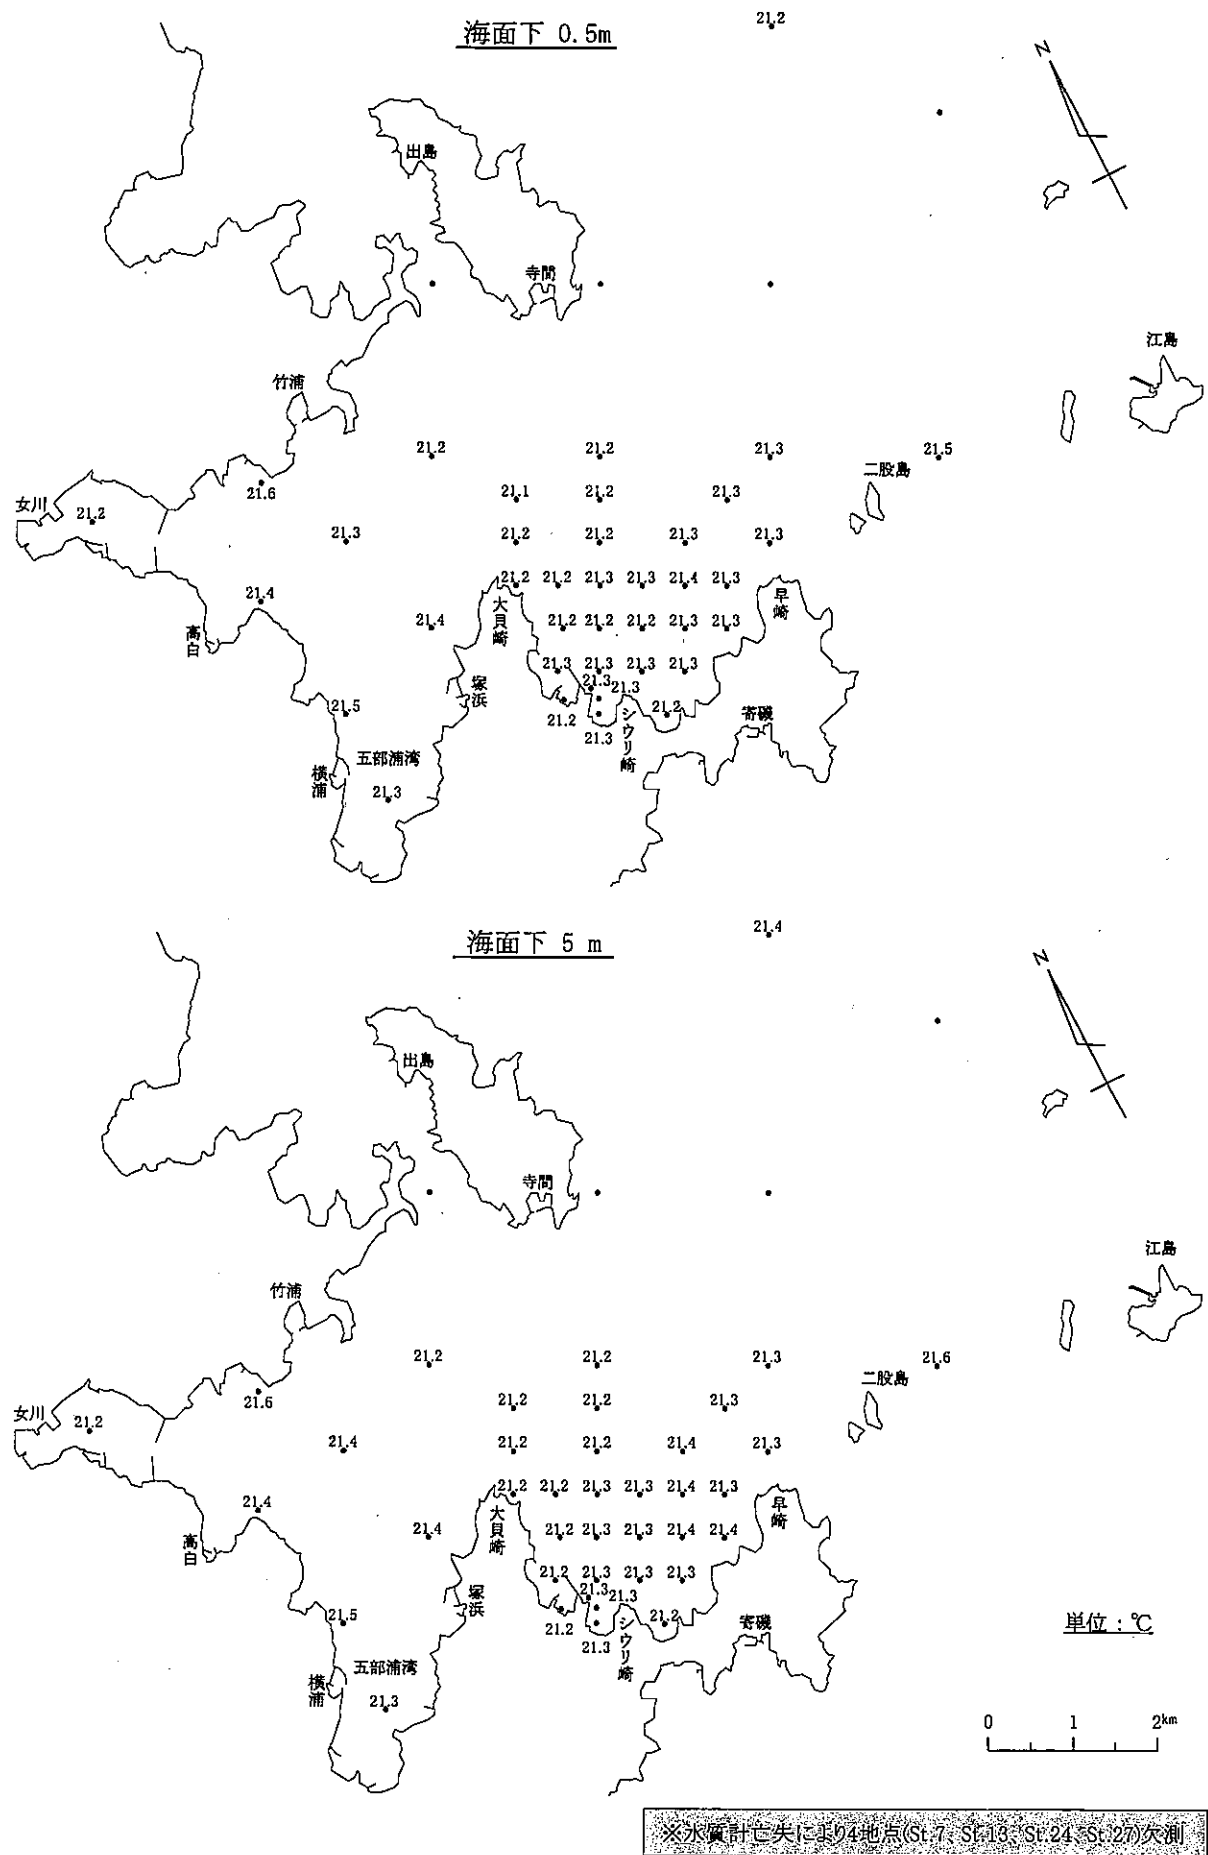 海面下 0.5m
21.2
N
出島
寺間
江島
竹浦
21.2
21.2
21.3
21.5
二股島
21.6
女川
21.2
21.1
21.2
21.3
21.3
21.2
21.2
21.3
21.3
21.2
21.2
21.3
21.3
21.4
21.3
早崎
21.4
大貝崎
高白
21.4
21.2
21.2
21.2
21.3
21.3
21.3
21.3
21.3
21.3
塚浜
21.3
21.3
21.5
21.2
シウリ崎
21.2
寄磯
21.3
五部浦湾
横浦
21.3
海面下 5 m
21.4
N
出島
寺間
江島
竹浦
21.2
21.2
21.3
21.6
二股島
21.6
女川
21.2
21.2
21.2
21.3
21.4
21.2
21.2
21.4
21.3
21.2
21.2
21.3
21.3
21.4
21.3
早崎
21.4
大貝崎
高白
21.4
21.2
21.3
21.3
21.4
21.4
21.2
21.3
21.3
21.3
塚浜
21.3
21.3
21.5
21.2
シウリ崎
21.2
寄磯
21.3
単位：℃
五部浦湾
横浦
21.3
0 1 2km
※水質計亡失により4地点(St.7、St.13、St.24、St.27)欠測